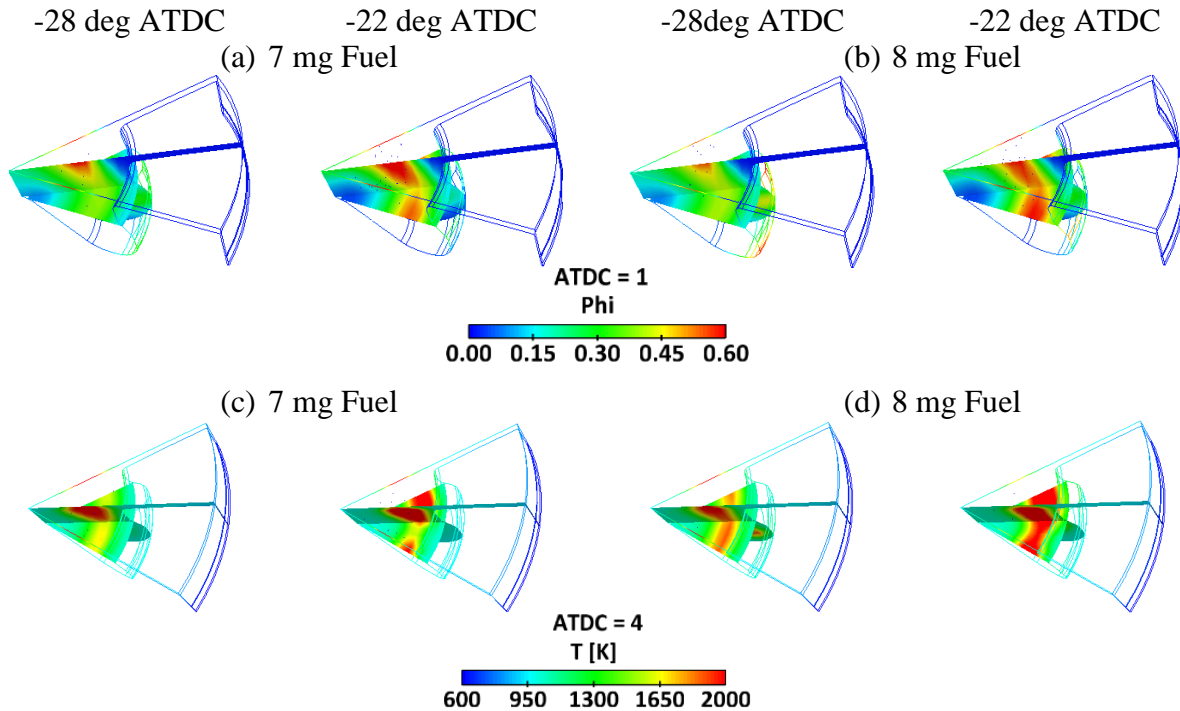 -28 deg ATDC -22 deg ATDC -28deg ATDC -22 deg ATDC
(a) 7 mg Fuel (b) 8 mg Fuel
ATDC = 1
Phi
0.00 0.15 0.30 0.45 0.60
(c) 7 mg Fuel (d) 8 mg Fuel
ATDC = 4
T [K]
600 950 1300 1650 2000